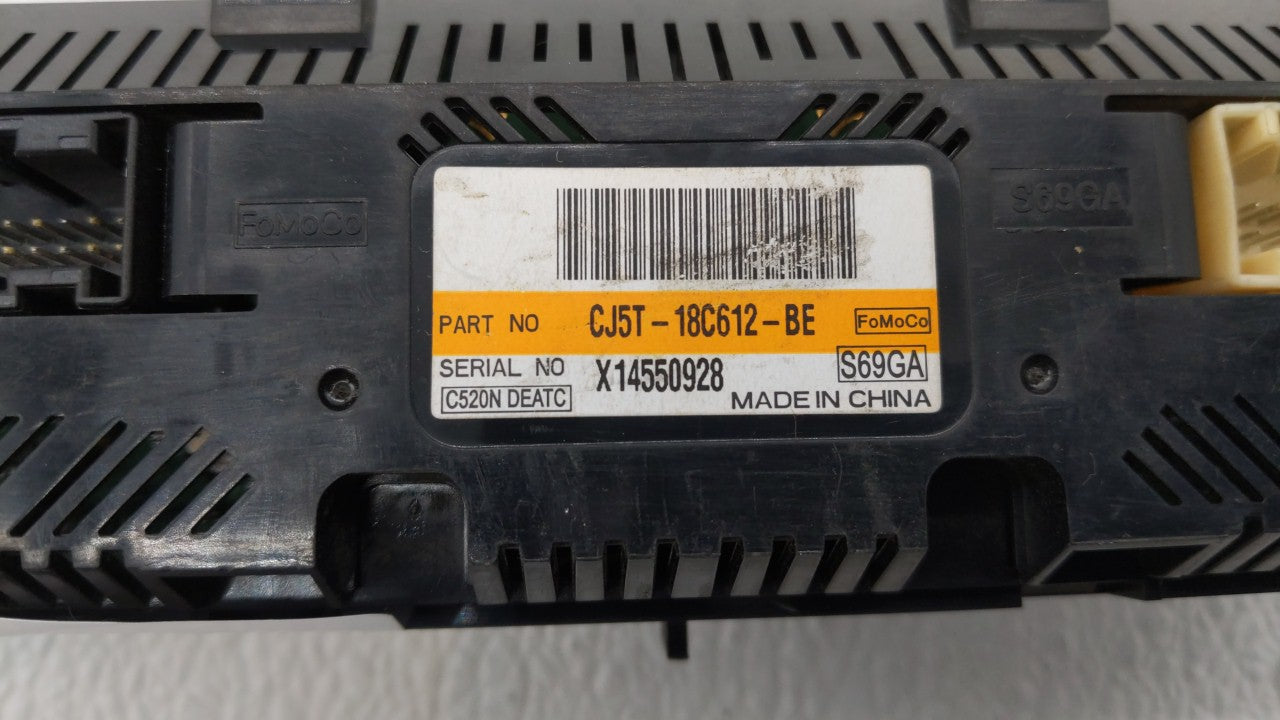 FoMoCo
S69GA
PART NO CJ5T-18C612-BE FoMoCo
SERIAL NO X14550928 S69GA
C520N DEATC MADE IN CHINA